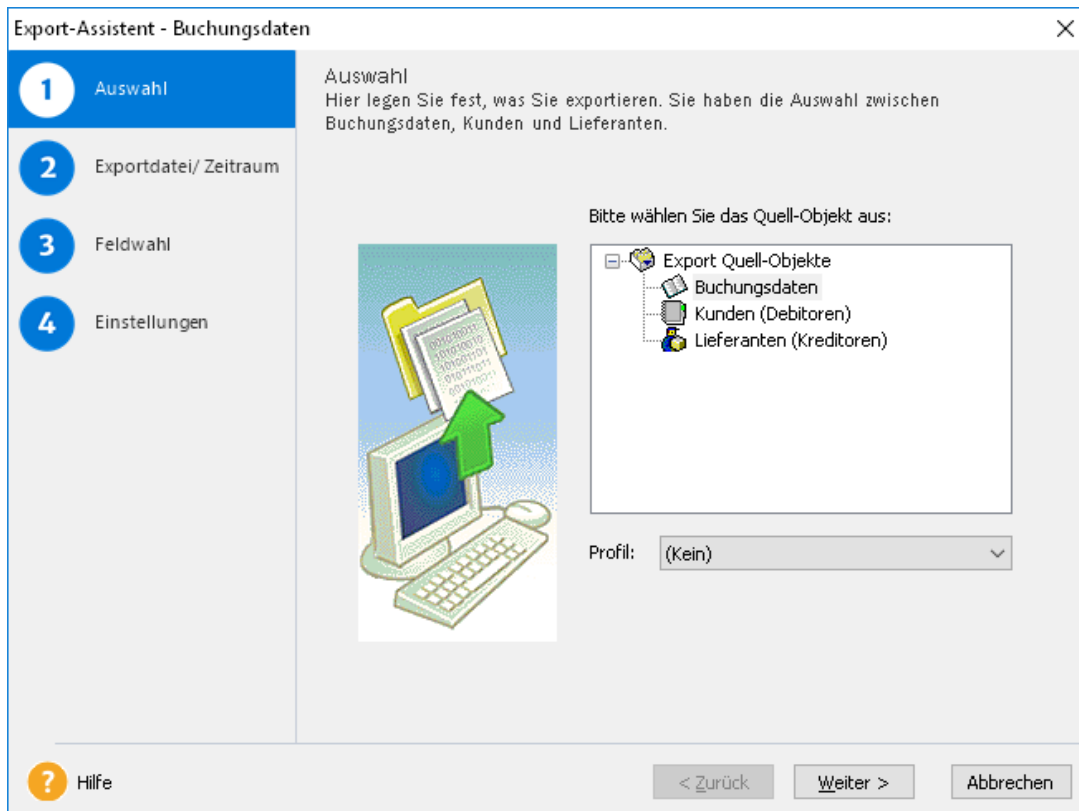 Export-Assistent - Buchungsdaten
1 Auswahl
2 Exportdatei/ Zeitraum
3 Feldwahl
4 Einstellungen
Auswahl
Hier legen Sie fest, was Sie exportieren. Sie haben die Auswahl zwischen
Buchungsdaten, Kunden und Lieferanten.
Bitte wählen Sie das Quell-Objekt aus:
Export Quell-Objekte
Buchungsdaten
Kunden (Debitoren)
Lieferanten (Kreditoren)
Profil: (Kein)
? Hilfe
< Zurück
Weiter >
Abbrechen